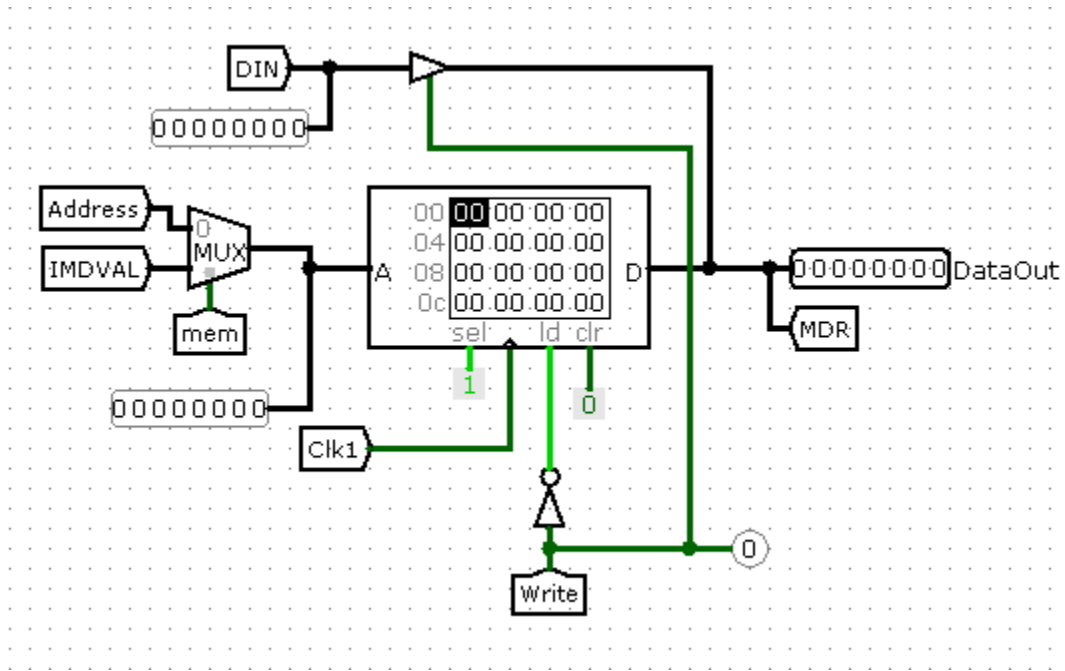 DIN
00000000
Address
0
MUX
IMDVAL
mem
00000000
00 00 00 00 00
04 00 00 00 00
08 00 00 00 00
0c 00 00 00 00
A
D
sel
ld
clr
1
0
00000000
DataOut
MDR
Clk1
0
Write